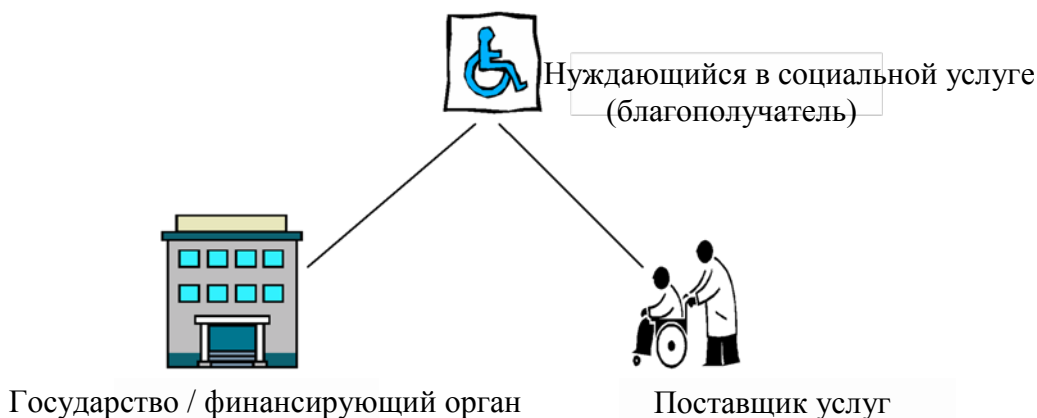 Нуждающийся в социальной услуге
(благополучатель)
Государство / финансирующий орган
Поставщик услуг